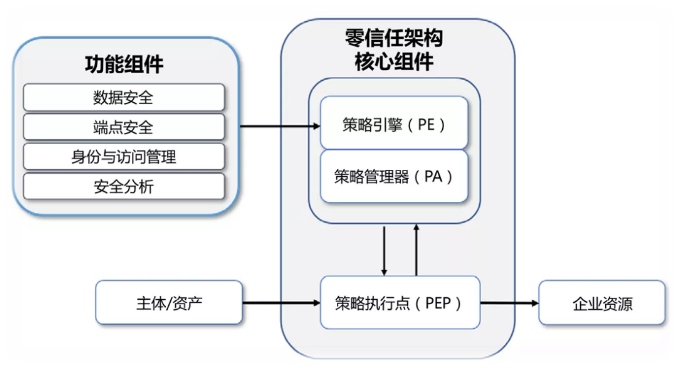 功能组件
数据安全
端点安全
身份与访问管理
安全分析
零信任架构
核心组件
策略引擎（PE）
策略管理器（PA）
主体/资产
策略执行点（PEP）
企业资源